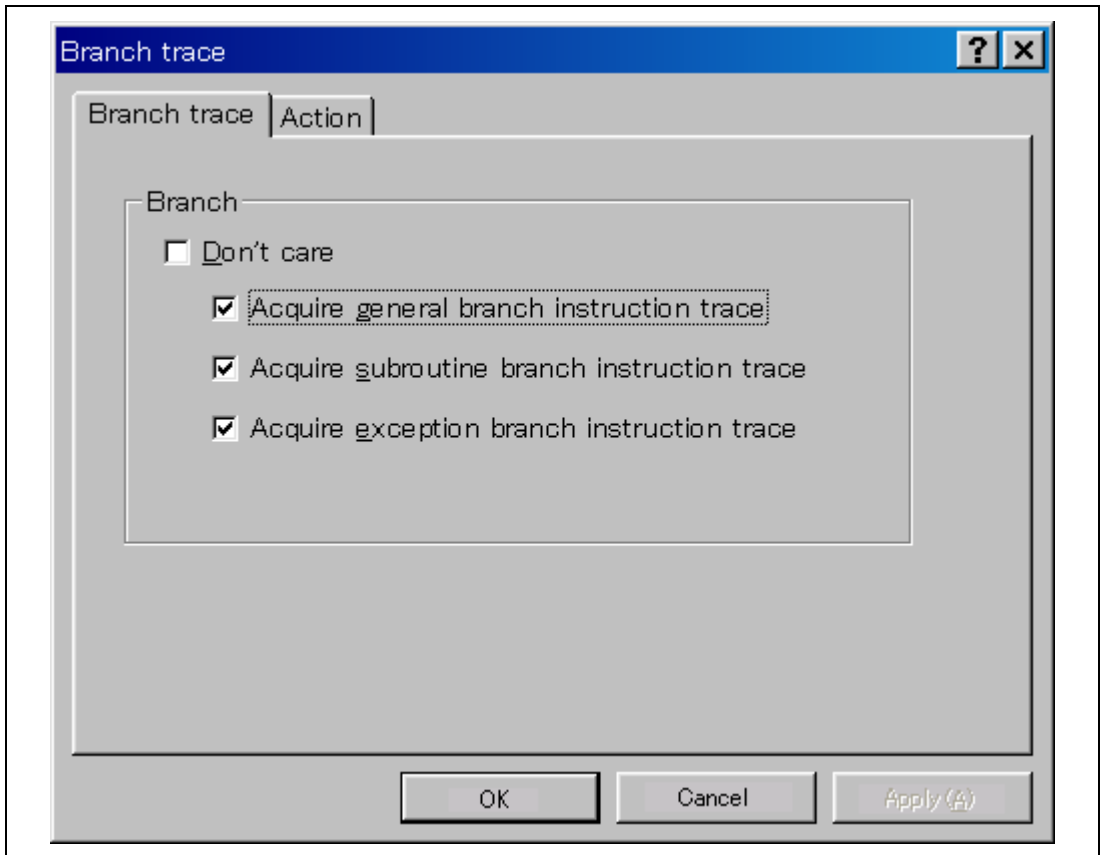 Branch trace
Branch trace Action
Branch
Don't care
Acquire general branch instruction trace
Acquire subroutine branch instruction trace
Acquire exception branch instruction trace
OK Cancel Apply(A)